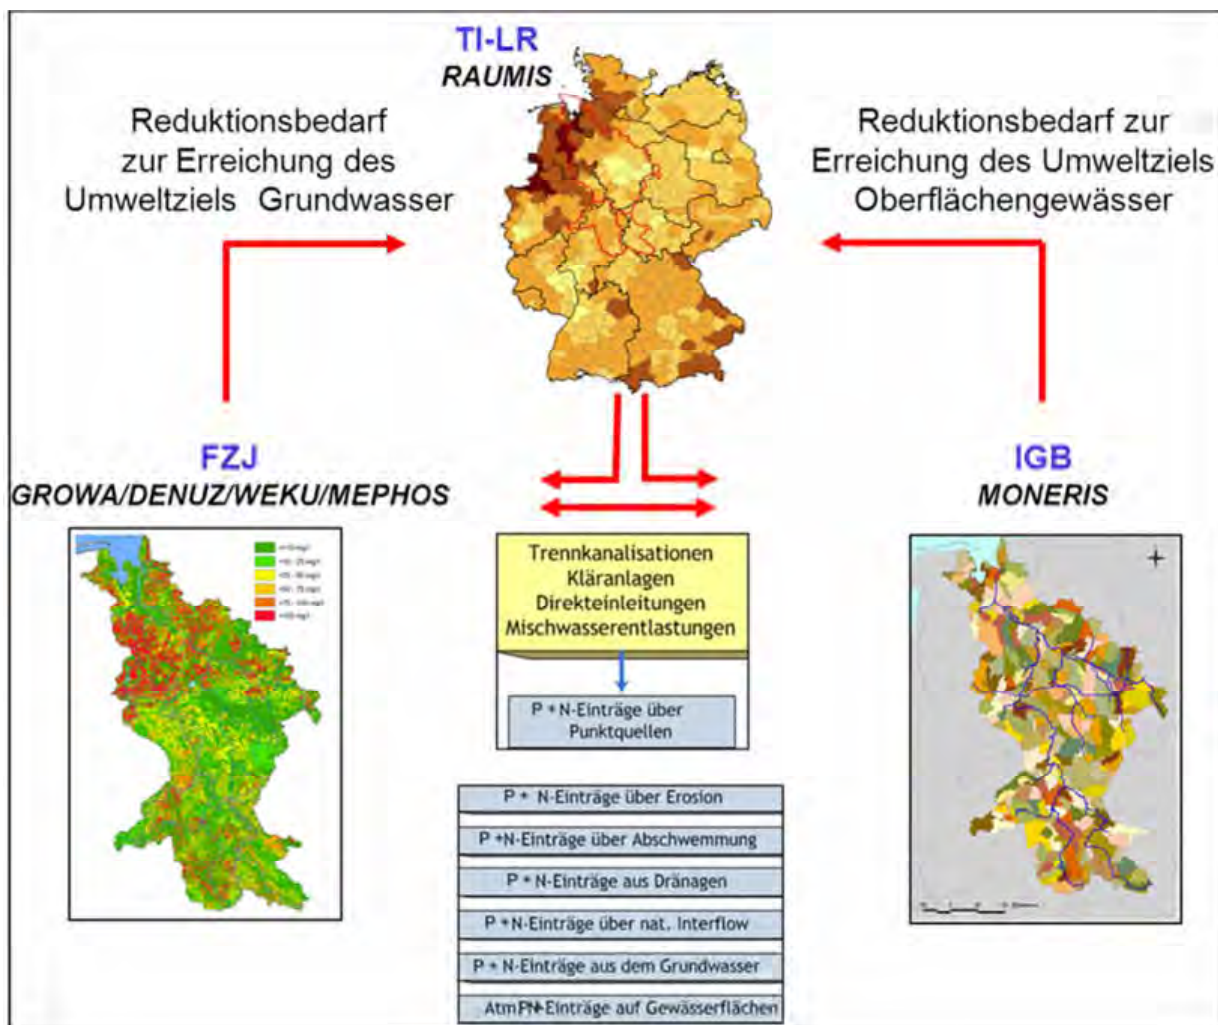 TI-LR
RAUMIS
Reduktionsbedarf
zur Erreichung des
Umweltziels Grundwasser
Reduktionsbedarf zur
Erreichung des Umweltziels
Oberflächengewässer
FZJ
GROWA/DENUZ/WEKU/MEPHOS
IGB
MONERIS
Trennkanalisationen
Kläranlagen
Direkteinleitungen
Mischwasserentlastungen
P + N-Einträge über
Punktquellen
P + N-Einträge über Erosion
P +N-Einträge über Abschwemmung
P + N-Einträge aus Dränagen
P +N-Einträge über nat. Interflow
P + N-Einträge aus dem Grundwasser
Einträge auf Gewässerflächen